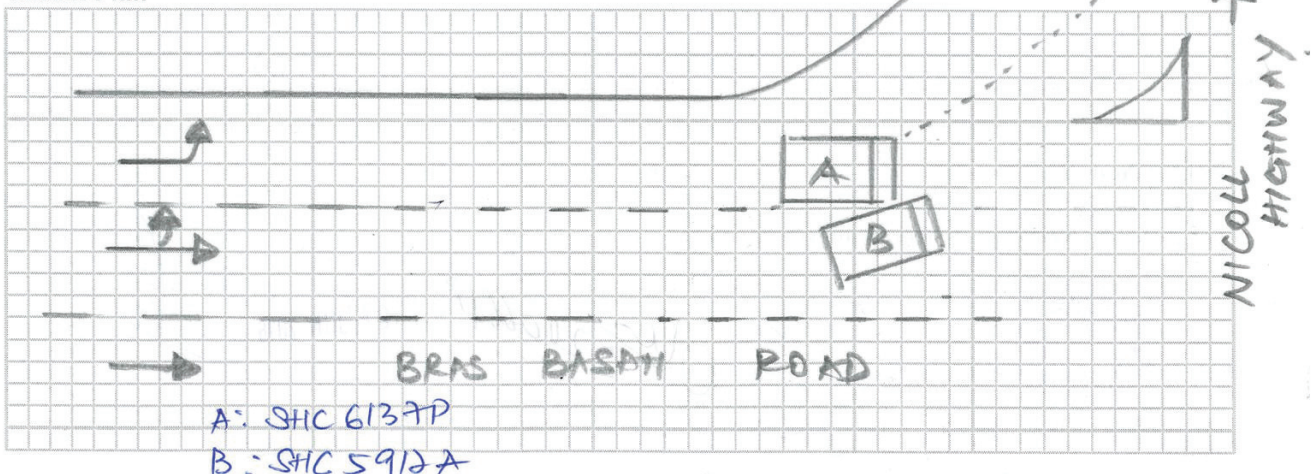 A
B
NICOLL
HIGHWAY
BRAS BASAH ROAD
A: SHC 6137P
B: SHC 5912A